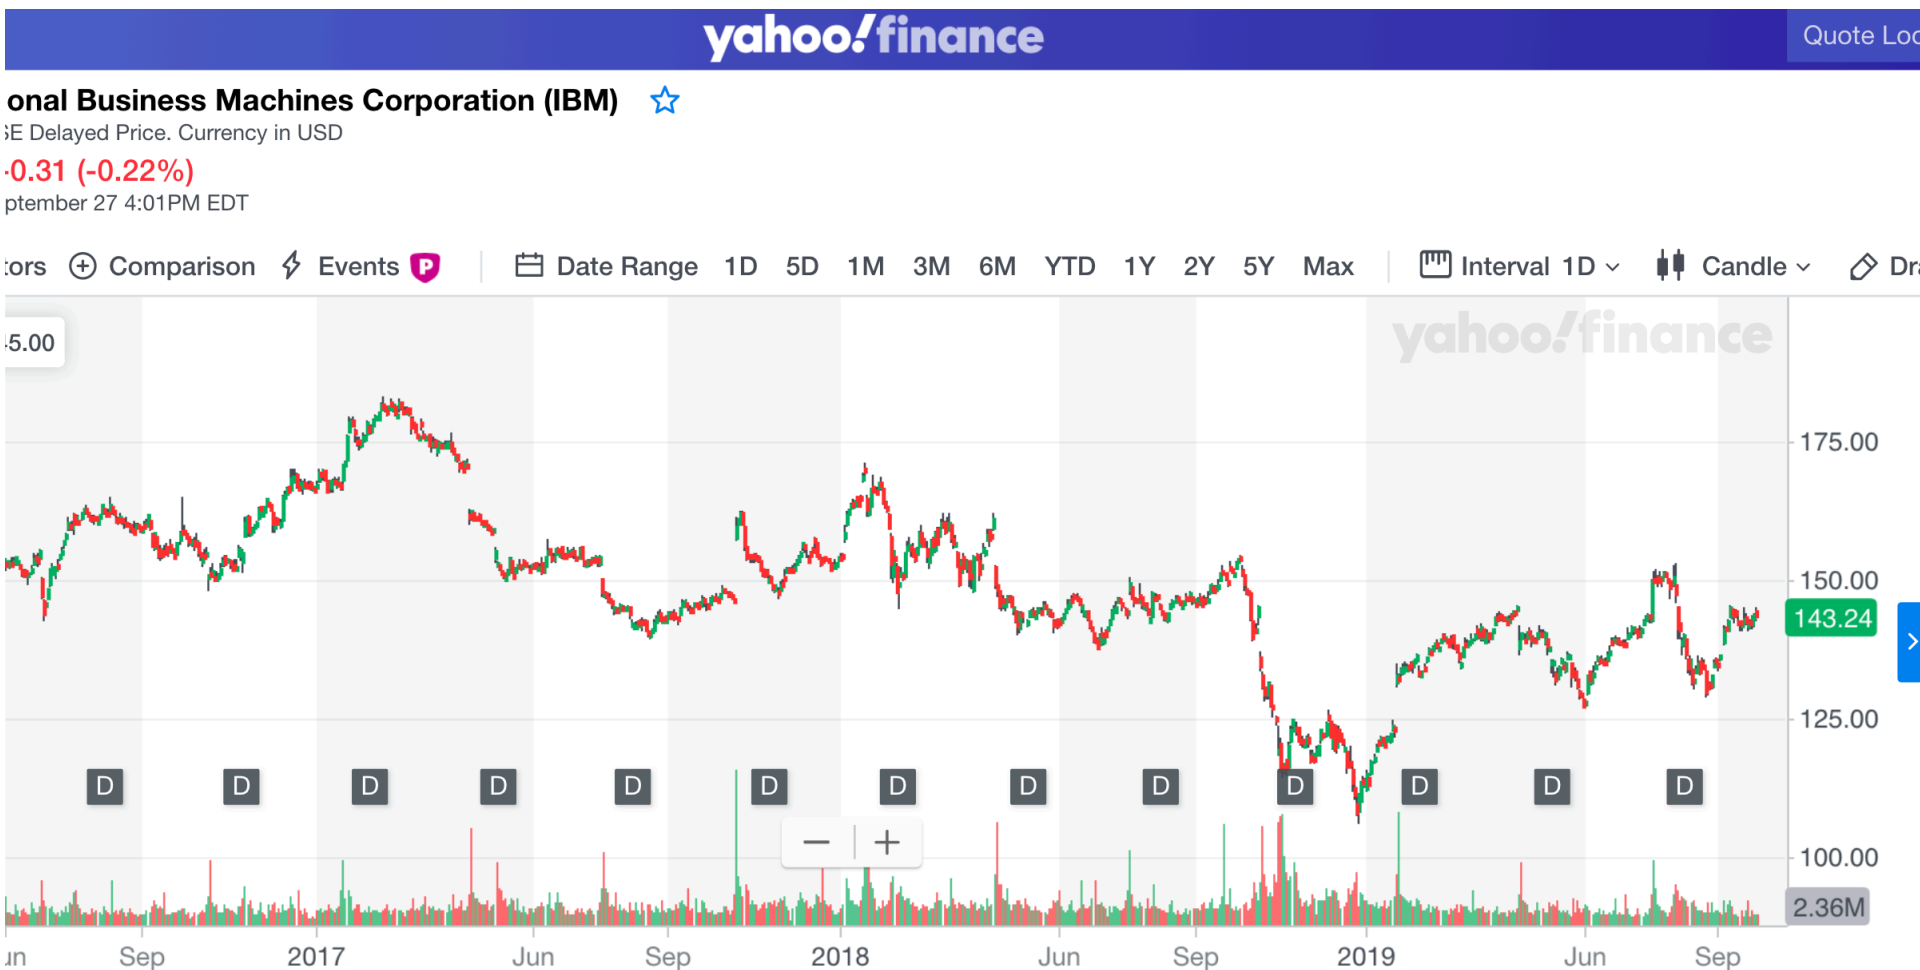 yahoo!finance
Quote Loo
onal Business Machines Corporation (IBM)
SE Delayed Price. Currency in USD
-0.31 (-0.22%)
ptember 27 4:01PM EDT
tors Comparison Events P Date Range 1D 5D 1M 3M 6M YTD 1Y 2Y 5Y Max Interval 1D Candle Dra
45.00
yahoo!finance
175.00
150.00
143.24
125.00
D D D D D D D D D D D D D
100.00
2.36M
un Sep 2017 Jun Sep 2018 Jun Sep 2019 Jun Sep